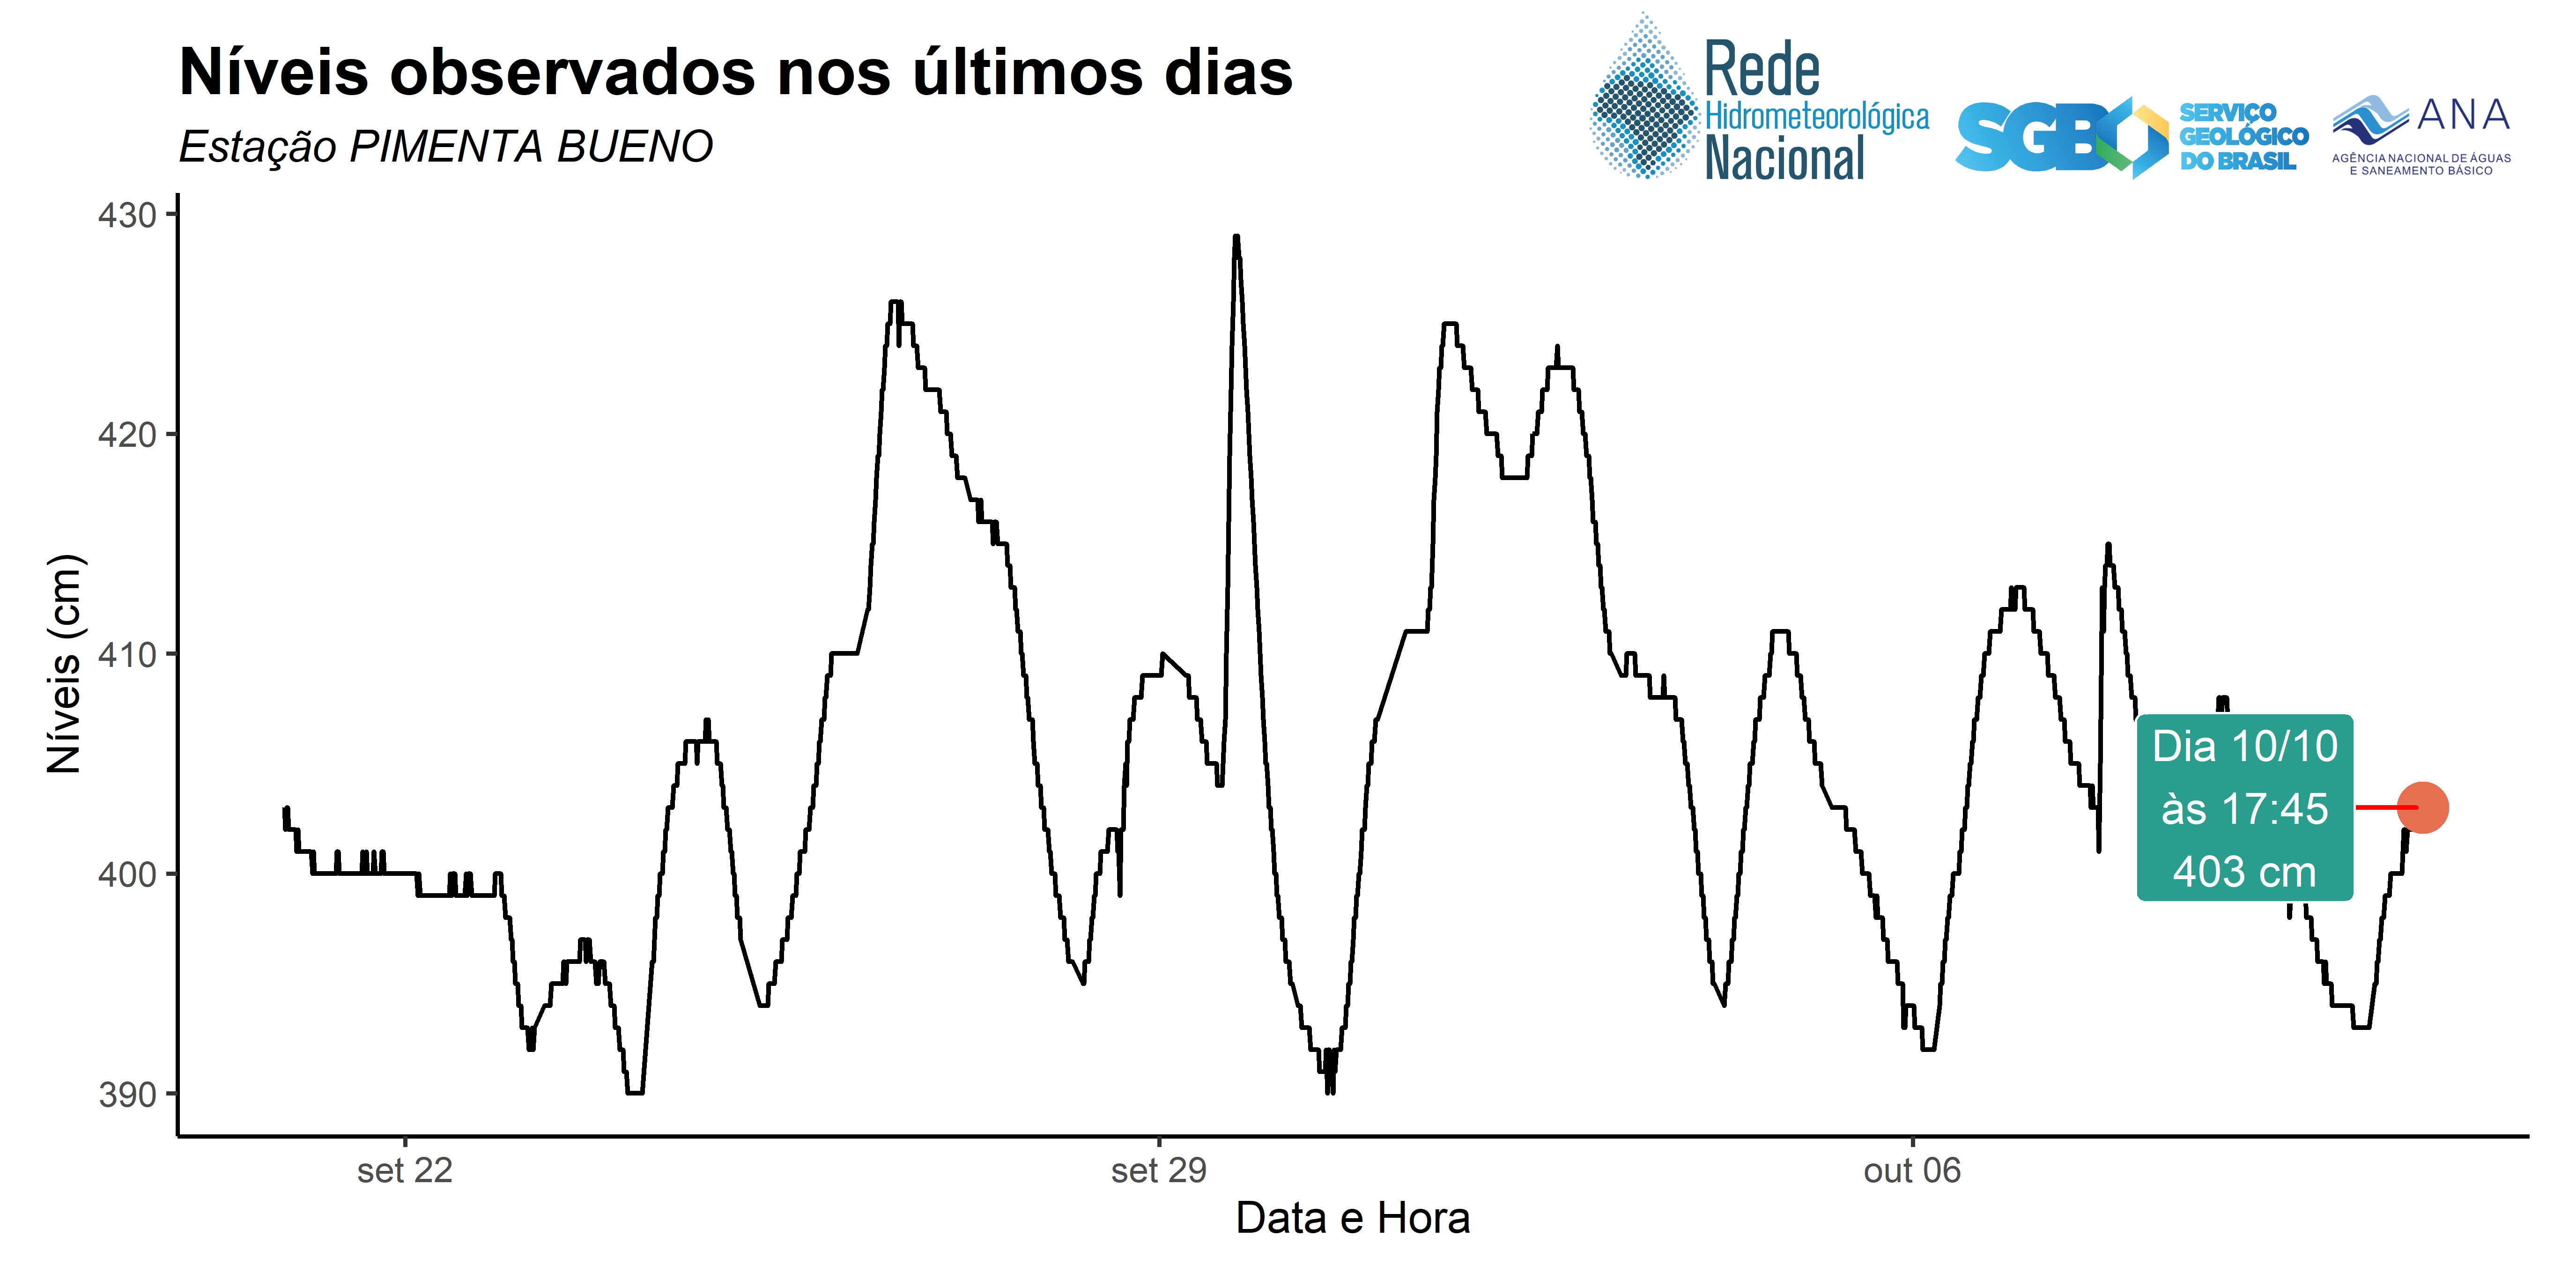 Níveis observados nos últimos dias
Estação PIMENTA BUENO
Rede
Hidrometeorológica
Nacional
SGB
SERVIÇO
GEOLÓGICO
DO BRASIL
ANA
AGÊNCIA NACIONAL DE ÁGUAS
E SANEAMENTO BÁSICO
Níveis (cm)
430
420
410
400
390
Dia 10/10
às 17:45
403 cm
set 22
set 29
out 06
Data e Hora